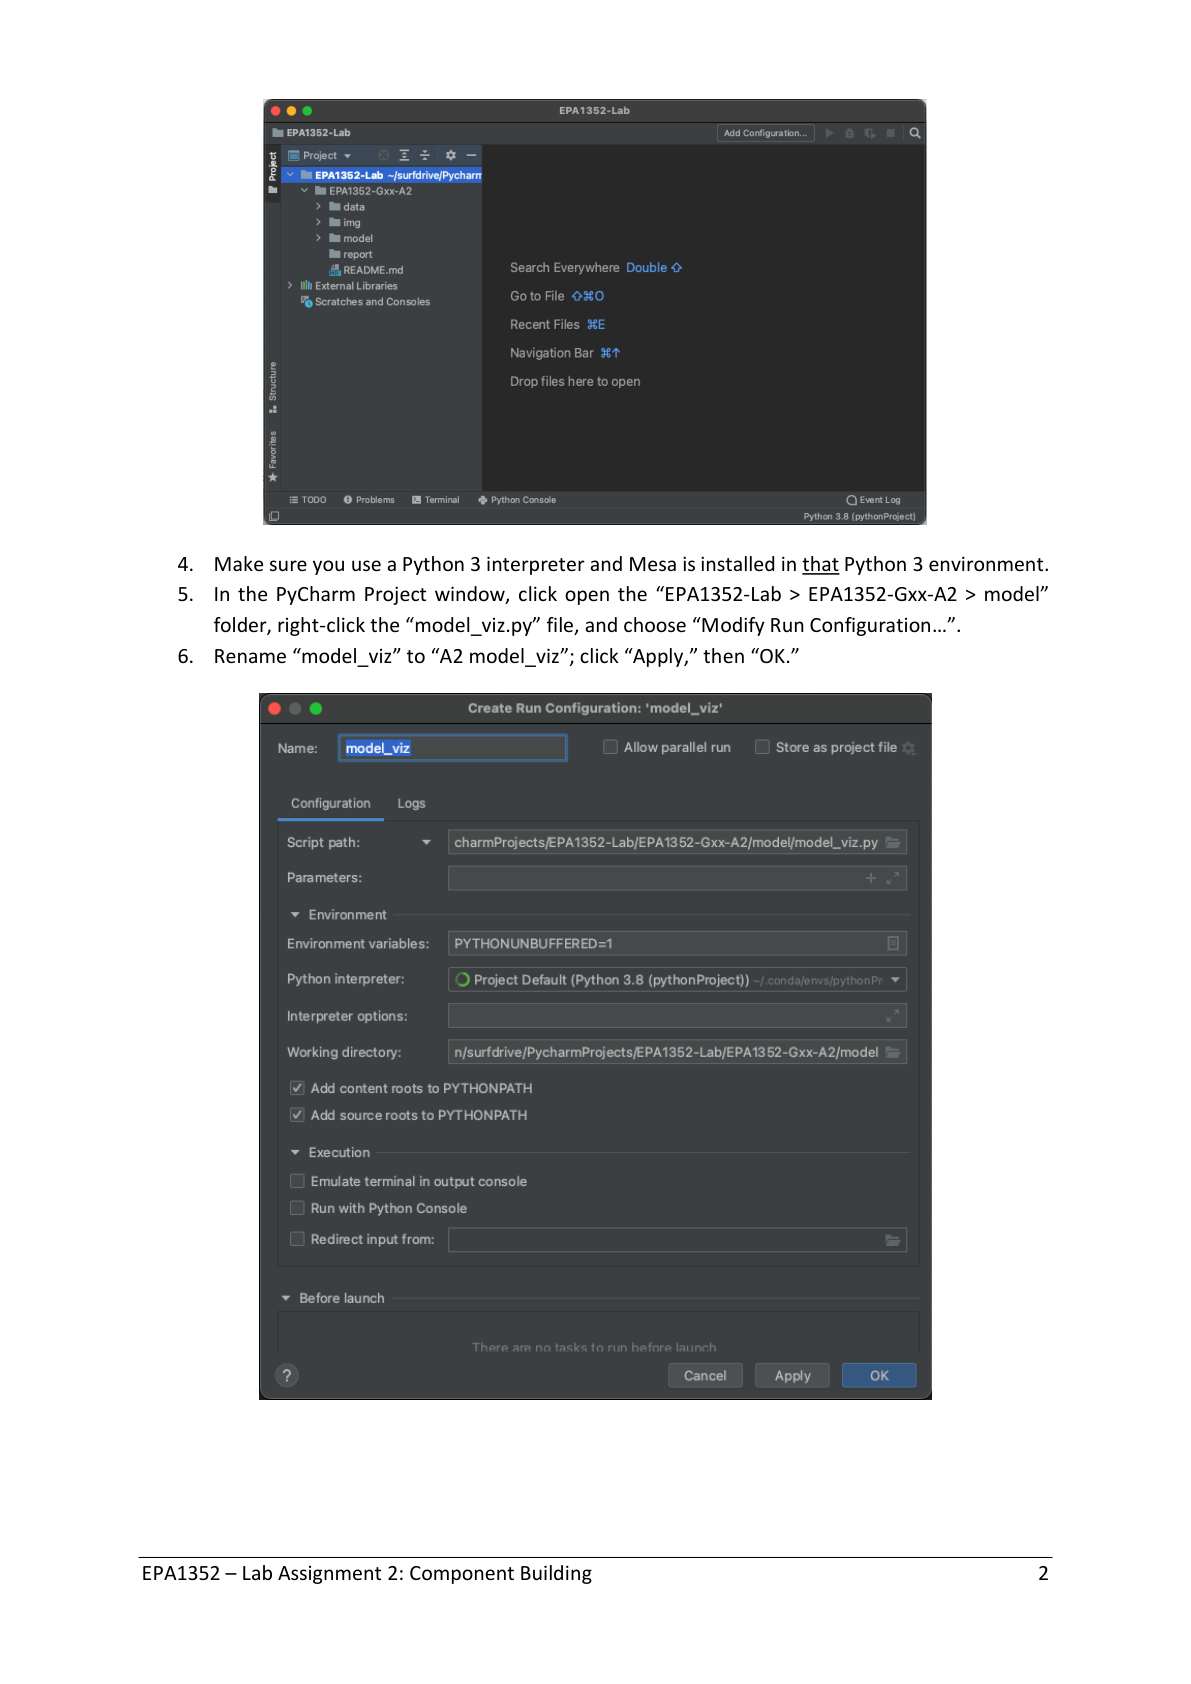 EPA1352-Lab
EPA1352-Lab
Add Configuration...
Project
Project
EPA1352-Lab ~/surfdrive/Pycharm
EPA1352-Gxx-A2
data
img
model
report
README.md
External Libraries
Scratches and Consoles
Search Everywhere Double ⇧
Go to File ⇧⌘O
Recent Files ⌘E
Navigation Bar ⌘↑
Drop files here to open
Structure
Favorites
TODO Problems Terminal Python Console Event Log
Python 3.8 (pythonProject)
4. Make sure you use a Python 3 interpreter and Mesa is installed in that Python 3 environment.
5. In the PyCharm Project window, click open the “EPA1352-Lab > EPA1352-Gxx-A2 > model”
folder, right-click the “model_viz.py” file, and choose “Modify Run Configuration…”.
6. Rename “model_viz” to “A2 model_viz”; click “Apply,” then “OK.”
Create Run Configuration: 'model_viz'
Name: model_viz Allow parallel run Store as project file
Configuration Logs
Script path: charmProjects/EPA1352-Lab/EPA1352-Gxx-A2/model/model_viz.py
Parameters:
Environment
Environment variables: PYTHONUNBUFFERED=1
Python interpreter: Project Default (Python 3.8 (pythonProject)) ~/.conda/envs/pythonPr
Interpreter options:
Working directory: n/surfdrive/PycharmProjects/EPA1352-Lab/EPA1352-Gxx-A2/model
Add content roots to PYTHONPATH
Add source roots to PYTHONPATH
Execution
Emulate terminal in output console
Run with Python Console
Redirect input from:
Before launch
There are no tasks to run before launch
? Cancel Apply OK
EPA1352 – Lab Assignment 2: Component Building 2